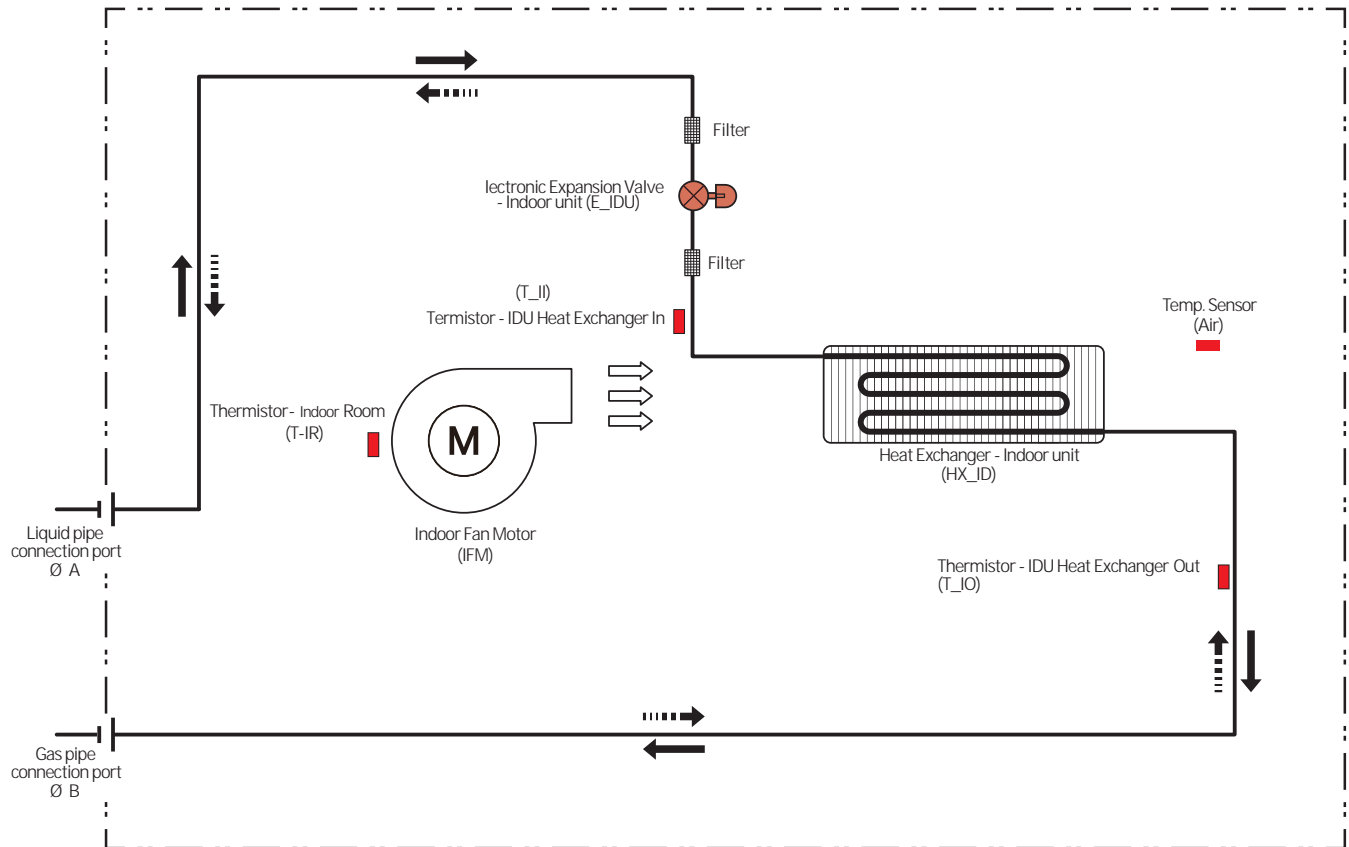 Filter
lectronic Expansion Valve
- Indoor unit (E_IDU)
Filter
(T_II)
Termistor - IDU Heat Exchanger In
Temp. Sensor
(Air)
Thermistor - Indoor Room
(T-IR)
M
Heat Exchanger - Indoor unit
(HX_ID)
Liquid pipe
connection port
Ø A
Indoor Fan Motor
(IFM)
Thermistor - IDU Heat Exchanger Out
(T_IO)
Gas pipe
connection port
Ø B